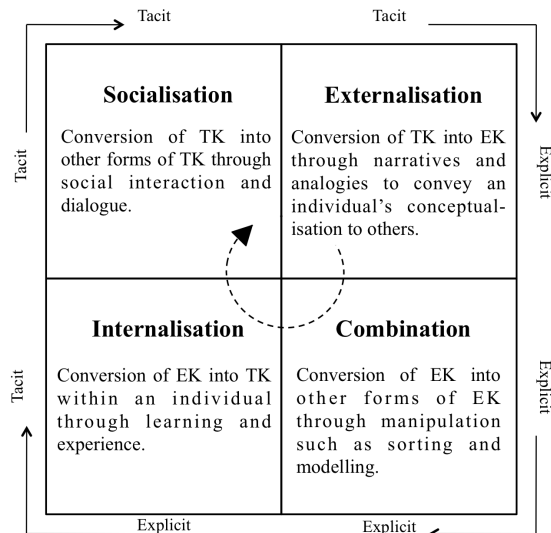 Tacit
Tacit
Tacit
Socialisation
Conversion of TK into
other forms of TK through
social interaction and
dialogue.
Externalisation
Conversion of TK into EK
through narratives and
analogies to convey an
individual's conceptual-
isation to others.
Explicit
Tacit
Internalisation
Conversion of EK into TK
within an individual
through learning and
experience.
Combination
Conversion of EK into
other forms of EK
through manipulation
such as sorting and
modelling.
Explicit
Explicit
Explicit